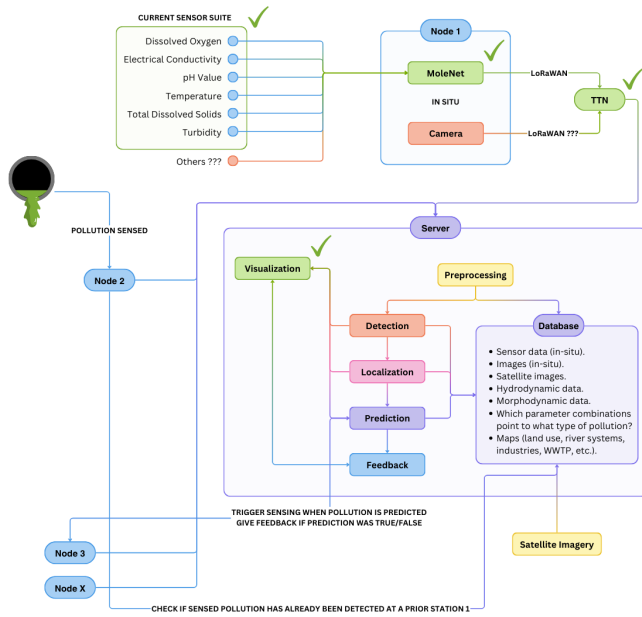 CURRENT SENSOR SUITE
Dissolved Oxygen
Electrical Conductivity
pH Value
Temperature
Total Dissolved Solids
Turbidity
Others ???
Node 1
MoleNet
IN SITU
Camera
LoRaWAN
LoRaWAN ???
TTN
POLLUTION SENSED
Node 2
Server
Visualization
Preprocessing
Detection
Localization
Prediction
Feedback
Database
• Sensor data (in-situ).
• Images (in-situ).
• Satellite images.
• Hydrodynamic data.
• Morphodynamic data.
• Which parameter combinations
point to what type of pollution?
• Maps (land use, river systems,
industries, WWTP, etc.).
TRIGGER SENSING WHEN POLLUTION IS PREDICTED
GIVE FEEDBACK IF PREDICTION WAS TRUE/FALSE
Node 3
Satellite Imagery
Node X
CHECK IF SENSED POLLUTION HAS ALREADY BEEN DETECTED AT A PRIOR STATION 1